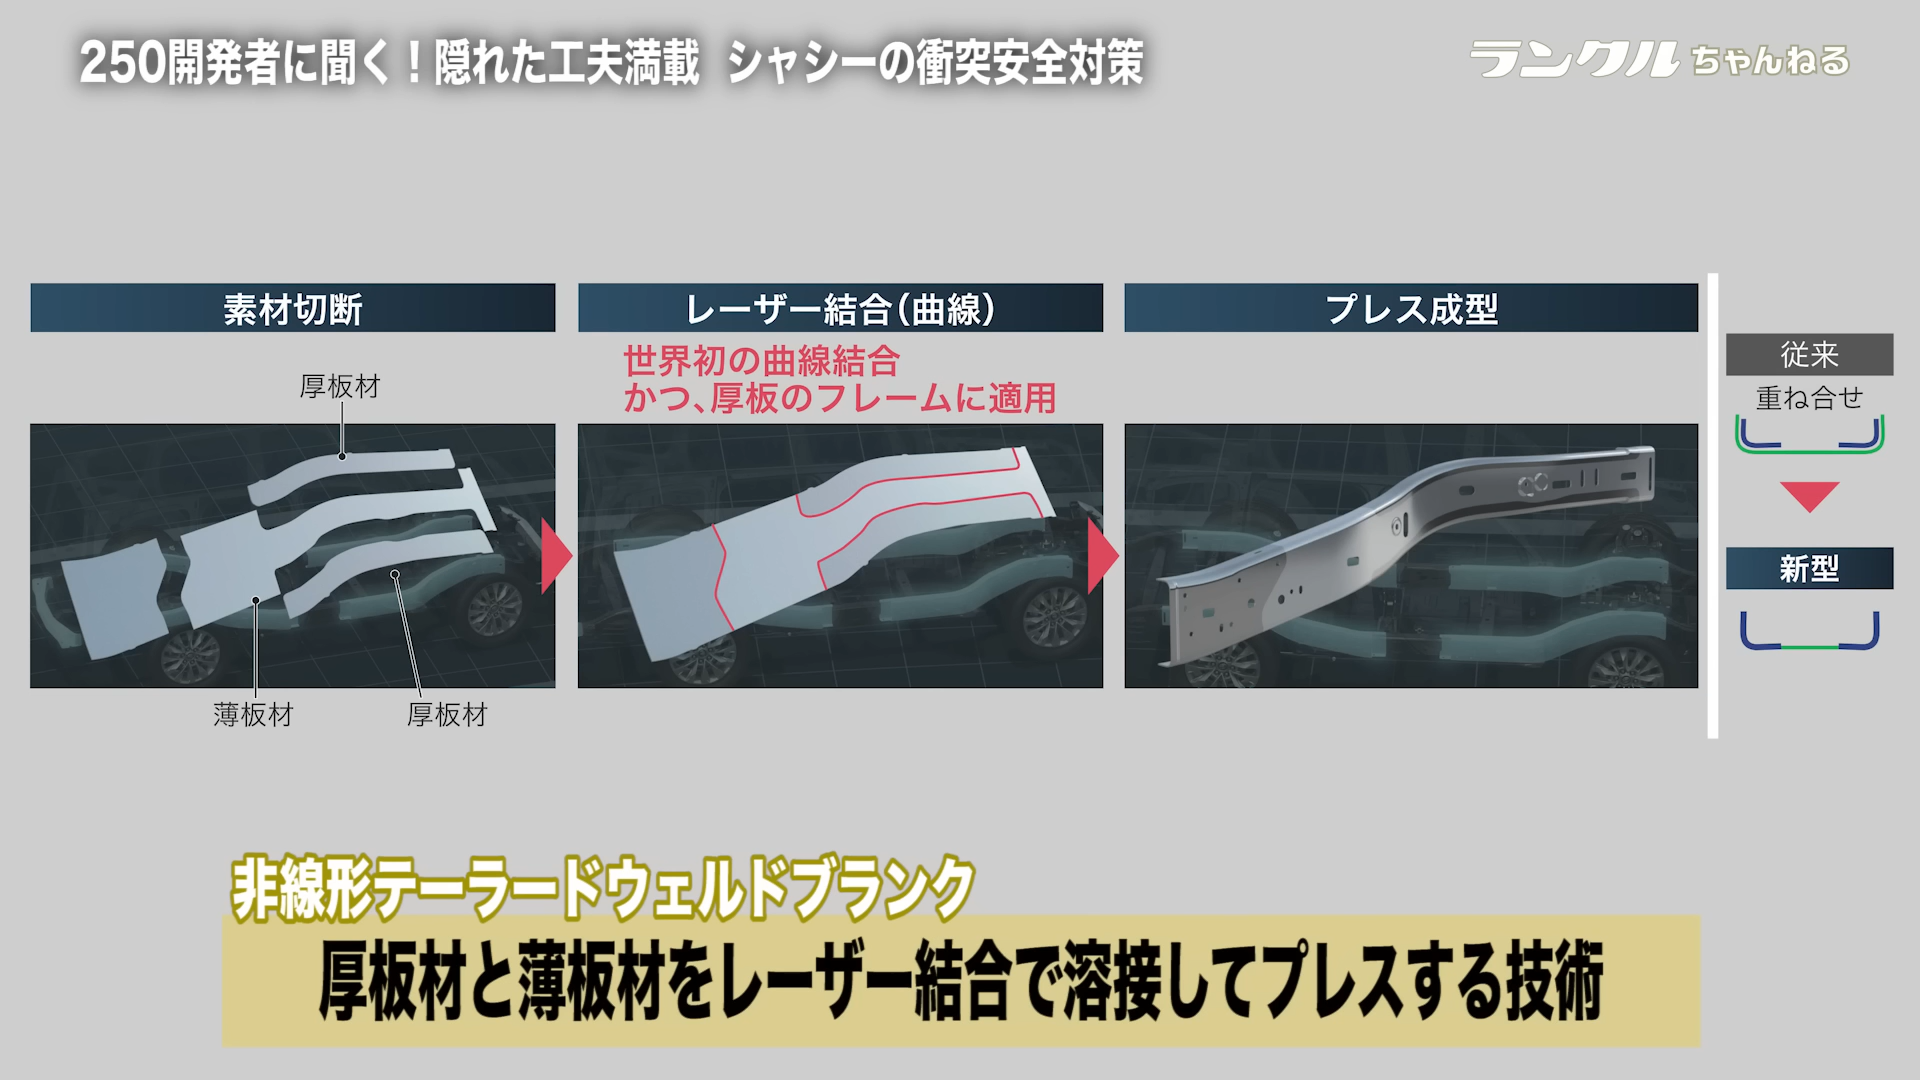 250開発者に聞く！隠れた工夫満載 シャシーの衝突安全対策
ランクルちゃんねる
素材切断
レーザー結合(曲線)
プレス成型
世界初の曲線結合
かつ、厚板のフレームに適用
厚板材
薄板材
厚板材
従来
重ね合せ
新型
非線形テーラードウェルドブランク
厚板材と薄板材をレーザー結合で溶接してプレスする技術